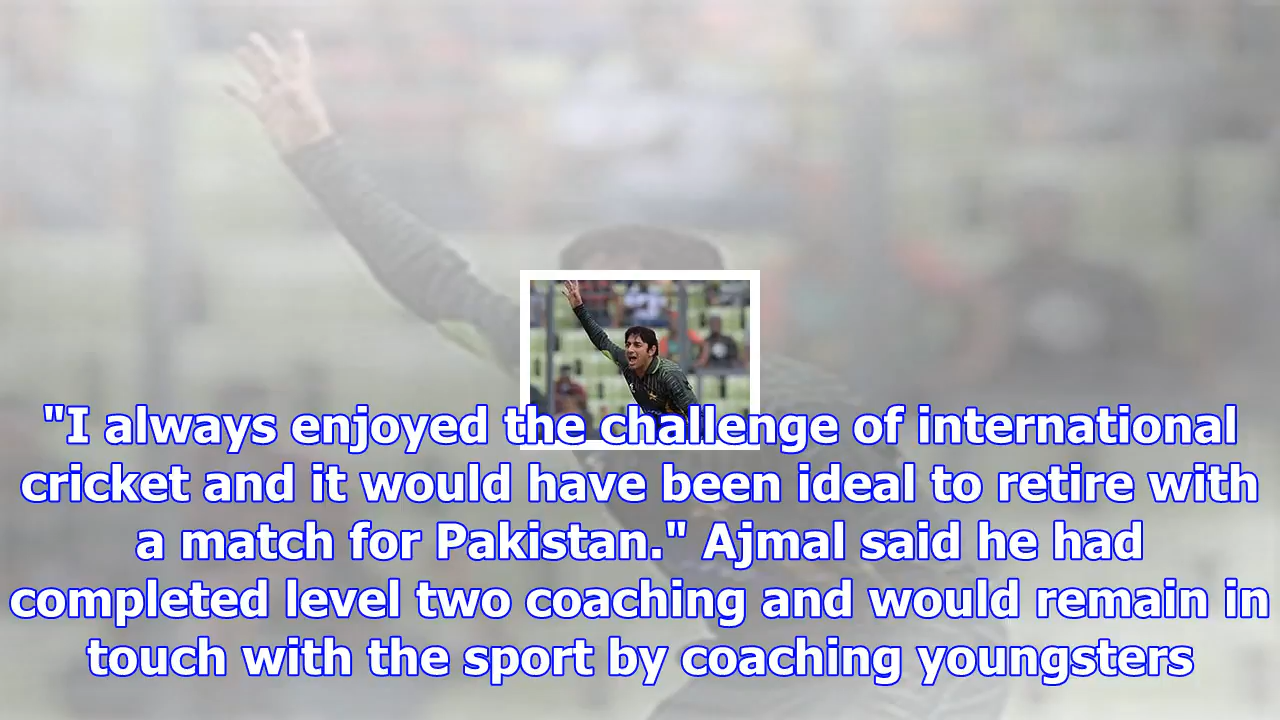 "I always enjoyed the challenge of international
cricket and it would have been ideal to retire with
a match for Pakistan." Ajmal said he had
completed level two coaching and would remain in
touch with the sport by coaching youngsters